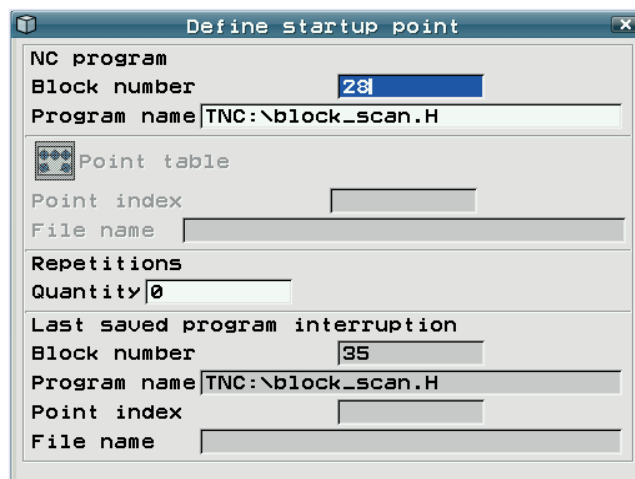 Define startup point
NC program
Block number 28
Program name TNC:\block_scan.H
Point table
Point index
File name
Repetitions
Quantity 0
Last saved program interruption
Block number 35
Program name TNC:\block_scan.H
Point index
File name